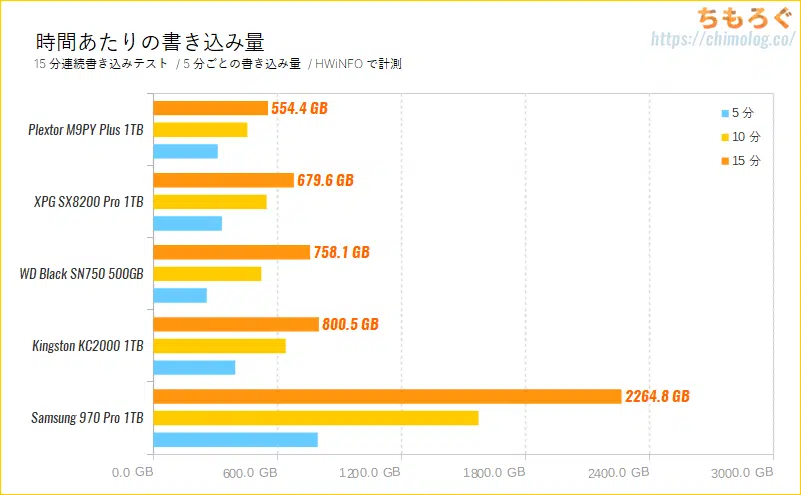 ちもろぐ
https://chimolog.co/
時間あたりの書き込み量
15 分連続書き込みテスト / 5 分ごとの書き込み量 / HWiNFO で計測
5 分
10 分
15 分
Plextor M9PY Plus 1TB
554.4 GB
XPG SX8200 Pro 1TB
679.6 GB
WD Black SN750 500GB
758.1 GB
Kingston KC2000 1TB
800.5 GB
Samsung 970 Pro 1TB
2264.8 GB
0.0 GB 600.0 GB 1200.0 GB 1800.0 GB 2400.0 GB 3000.0 GB